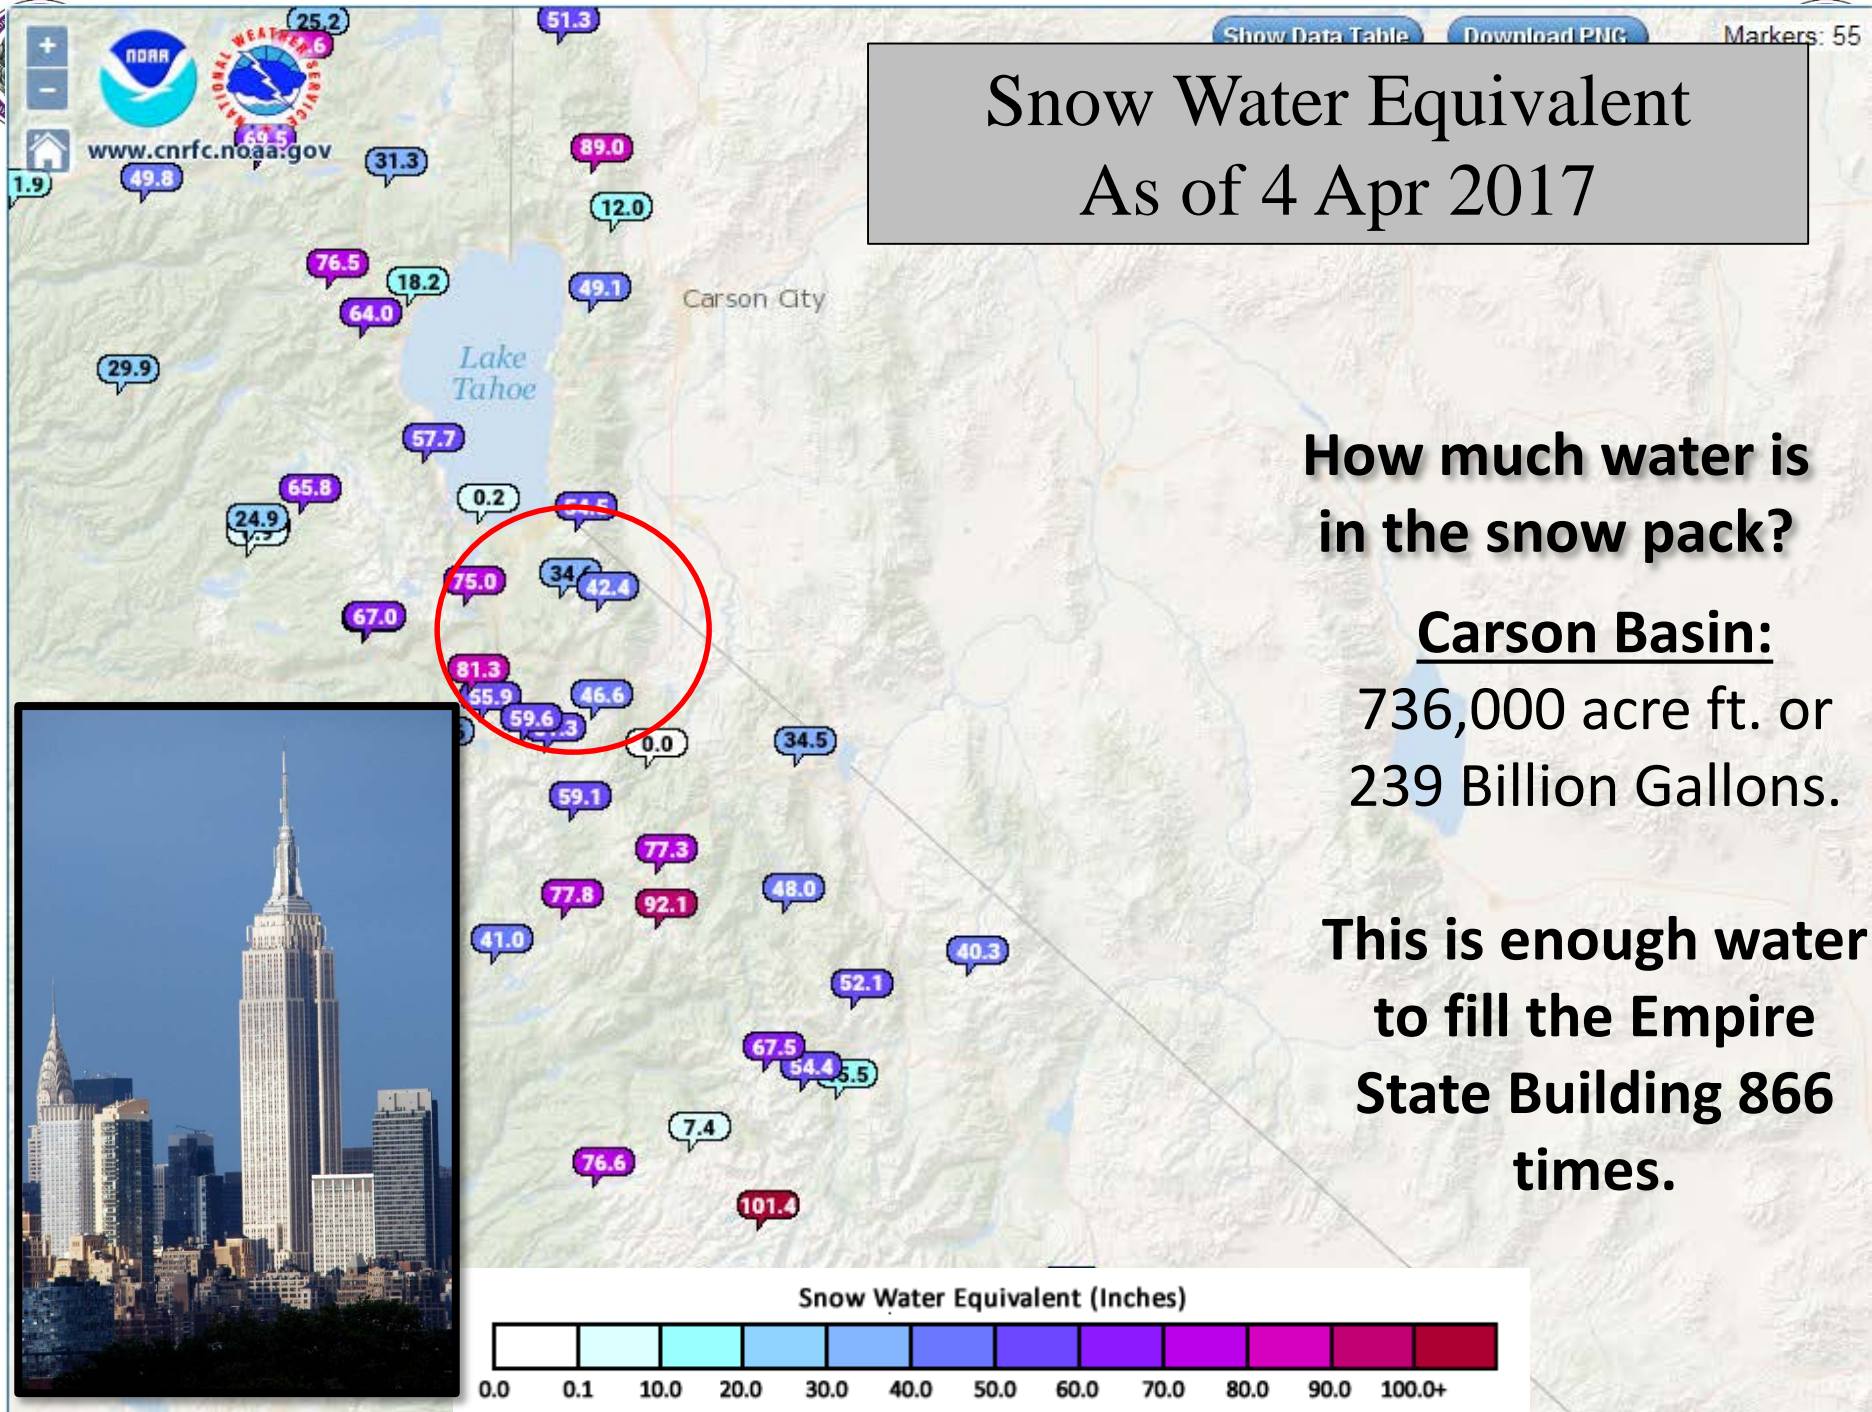 25.2
51.3
Show Data Table
Download PNG
Markers: 55
NOAA
NATIONAL WEATHER SERVICE
www.cnrfc.noaa.gov
Snow Water Equivalent
As of 4 Apr 2017
69.5
31.3
89.0
1.9
49.8
12.0
76.5
18.2
49.1
Carson City
64.0
Lake
Tahoe
29.9
57.7
65.8
0.2
54.5
24.9
How much water is
in the snow pack?
75.0
34.6
42.4
67.0
Carson Basin:
736,000 acre ft. or
239 Billion Gallons.
81.3
46.6
59.6
0.0
34.5
59.1
77.3
77.8
92.1
48.0
41.0
40.3
52.1
This is enough water
to fill the Empire
State Building 866
times.
67.5
54.4
7.4
76.6
101.4
Snow Water Equivalent (Inches)
0.0 0.1 10.0 20.0 30.0 40.0 50.0 60.0 70.0 80.0 90.0 100.0+